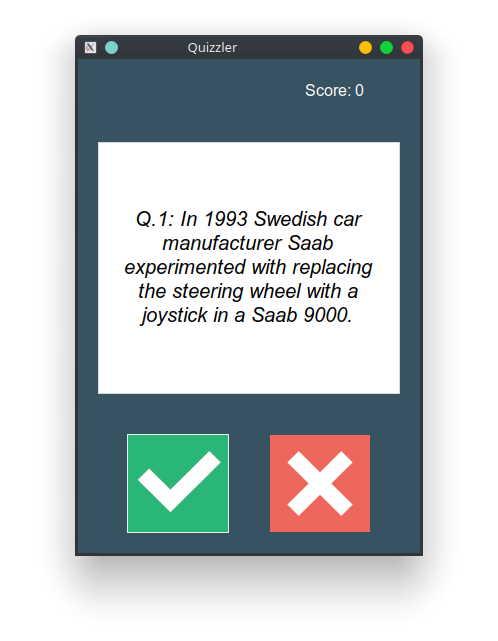 Quizzler
Score: 0
Q.1: In 1993 Swedish car
manufacturer Saab
experimented with replacing
the steering wheel with a
joystick in a Saab 9000.